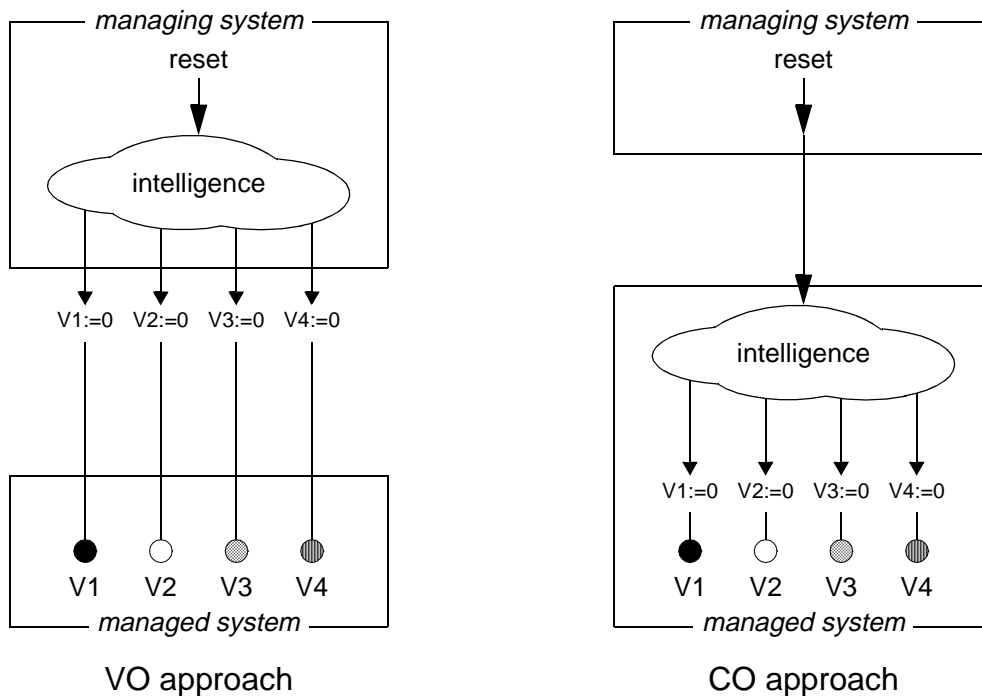 managing system
reset
intelligence
V1:=0 V2:=0 V3:=0 V4:=0
V1 V2 V3 V4
managed system
VO approach
managing system
reset
intelligence
V1:=0 V2:=0 V3:=0 V4:=0
V1 V2 V3 V4
managed system
CO approach